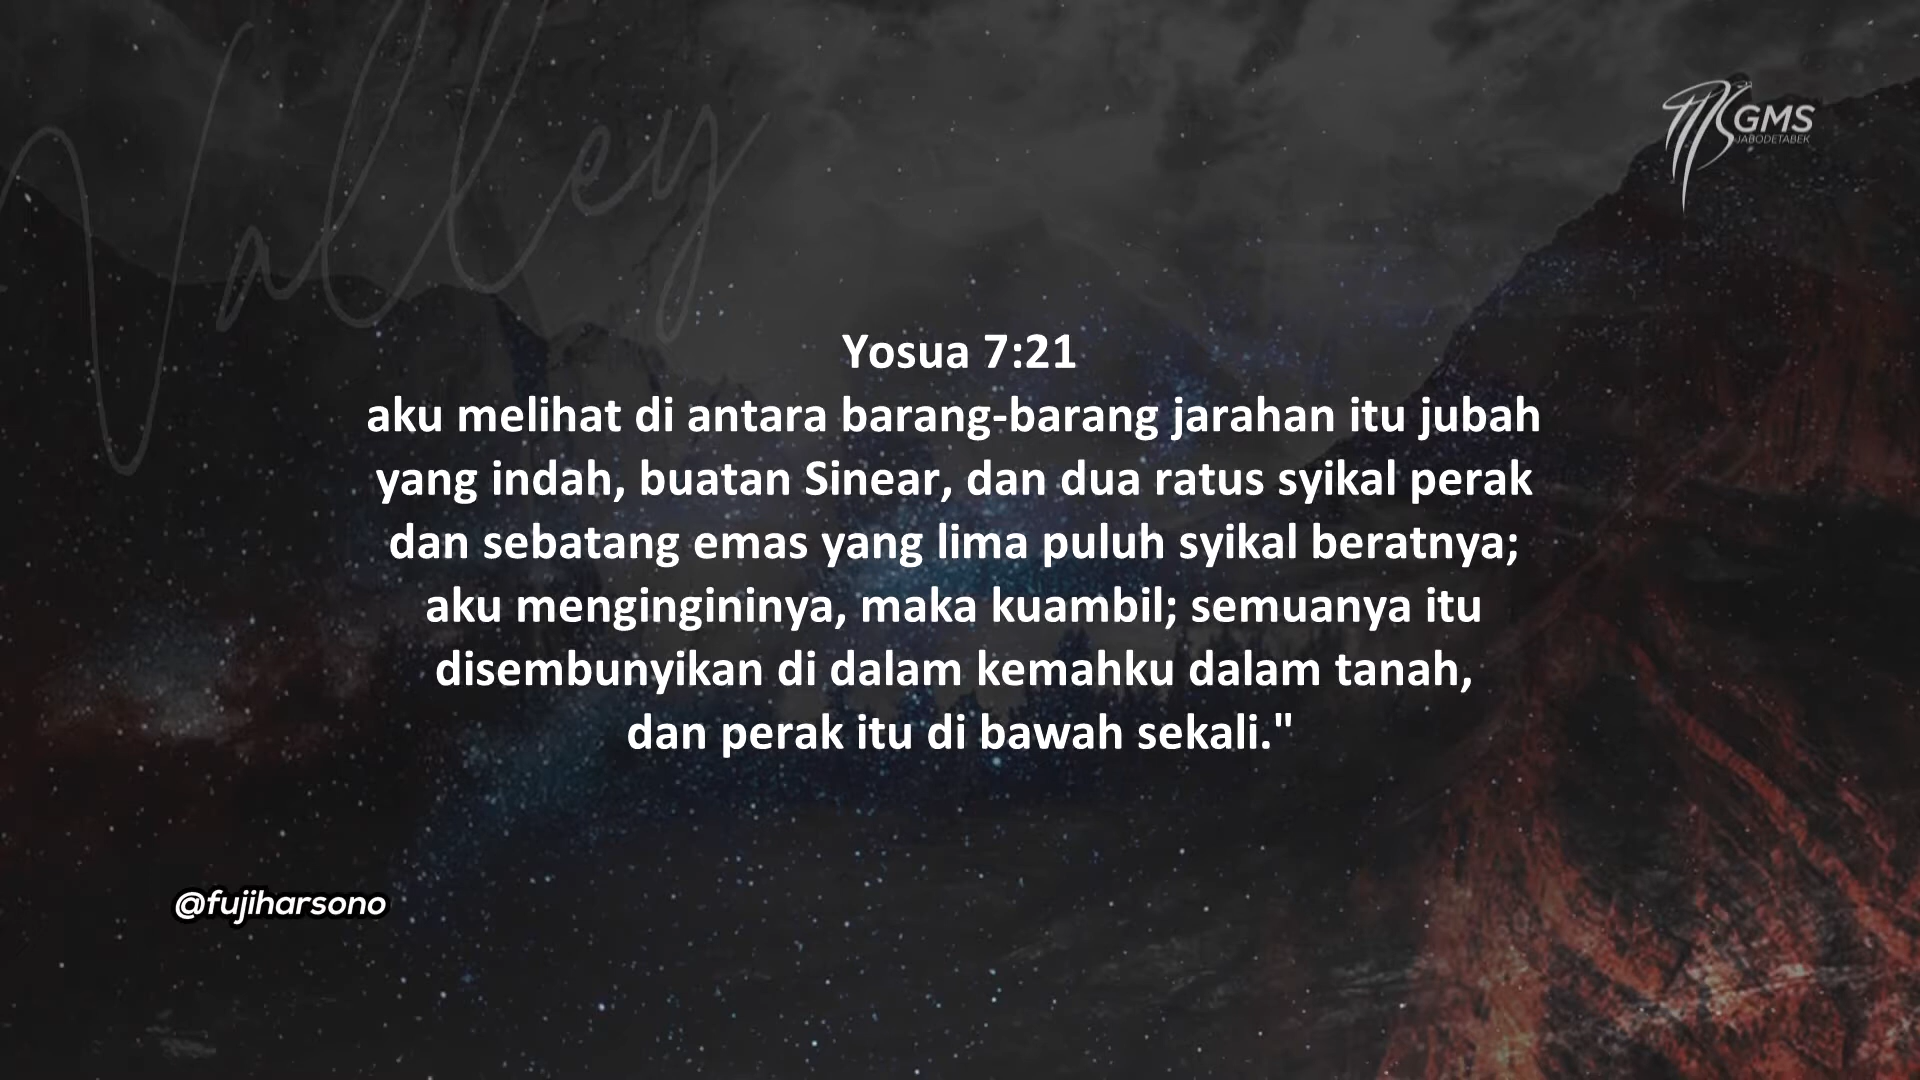 Valley
GMS
JABODETABEK
Yosua 7:21
aku melihat di antara barang-barang jarahan itu jubah
yang indah, buatan Sinear, dan dua ratus syikal perak
dan sebatang emas yang lima puluh syikal beratnya;
aku mengingininya, maka kuambil; semuanya itu
disembunyikan di dalam kemahku dalam tanah,
dan perak itu di bawah sekali."
@fujiharsono